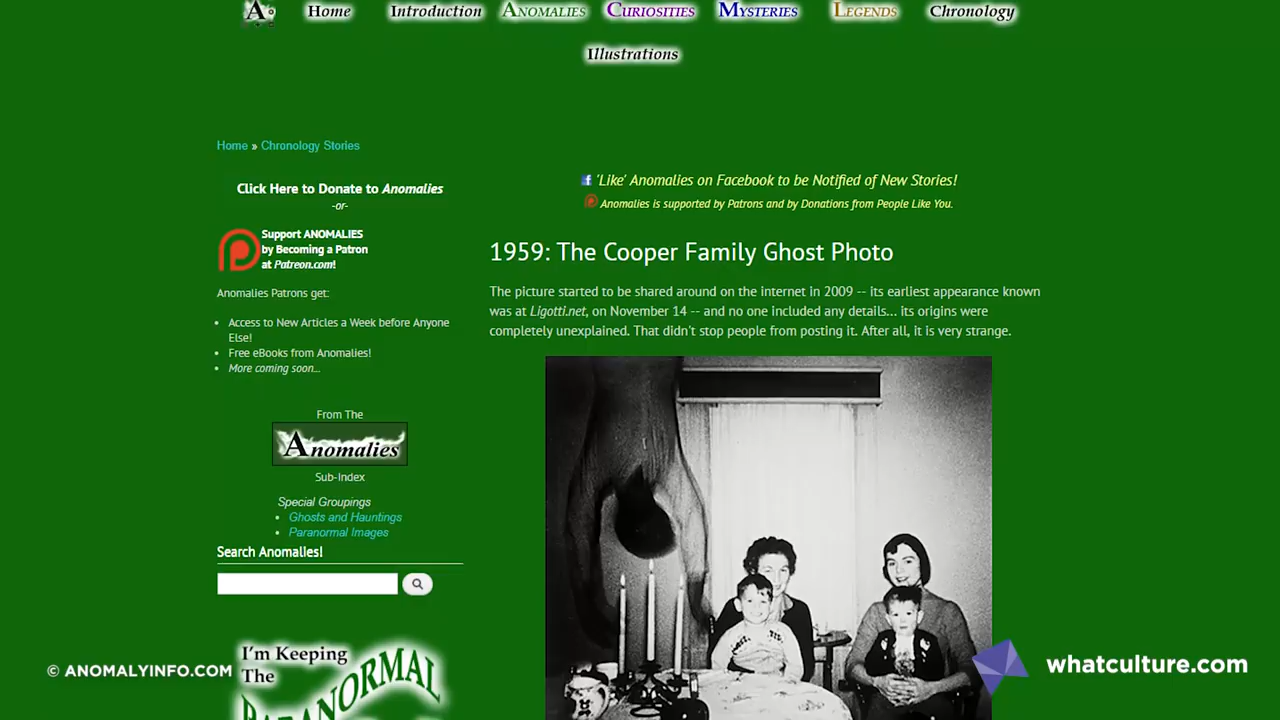 A
Home
Introduction
ANOMALIES
CURIOSITIES
MYSTERIES
LEGENDS
Chronology
Illustrations
Home » Chronology Stories
Click Here to Donate to Anomalies
-or-
Support ANOMALIES
by Becoming a Patron
at Patreon.com!
Anomalies Patrons get:
Access to New Articles a Week before Anyone
Else!
Free eBooks from Anomalies!
More coming soon...
From The
Anomalies
Sub-Index
Special Groupings
Ghosts and Hauntings
Paranormal Images
Search Anomalies!
I'm Keeping
The
PARANORMAL
'Like' Anomalies on Facebook to be Notified of New Stories!
Anomalies is supported by Patrons and by Donations from People Like You.
1959: The Cooper Family Ghost Photo
The picture started to be shared around on the internet in 2009 -- its earliest appearance known
was at Ligotti.net, on November 14 -- and no one included any details... its origins were
completely unexplained. That didn't stop people from posting it. After all, it is very strange.
© ANOMALYINFO.COM
whatculture.com